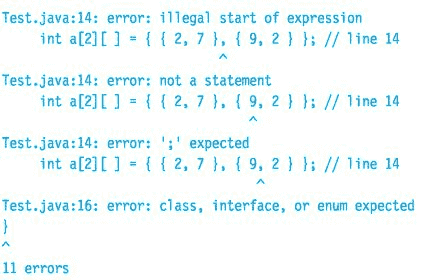 Test.java:14: error: illegal start of expression
int a[2][ ] = { { 2, 7 }, { 9, 2 } }; // line 14
^
Test.java:14: error: not a statement
int a[2][ ] = { { 2, 7 }, { 9, 2 } }; // line 14
^
Test.java:14: error: ';' expected
int a[2][ ] = { { 2, 7 }, { 9, 2 } }; // line 14
^
Test.java:16: error: class, interface, or enum expected
}
^
11 errors